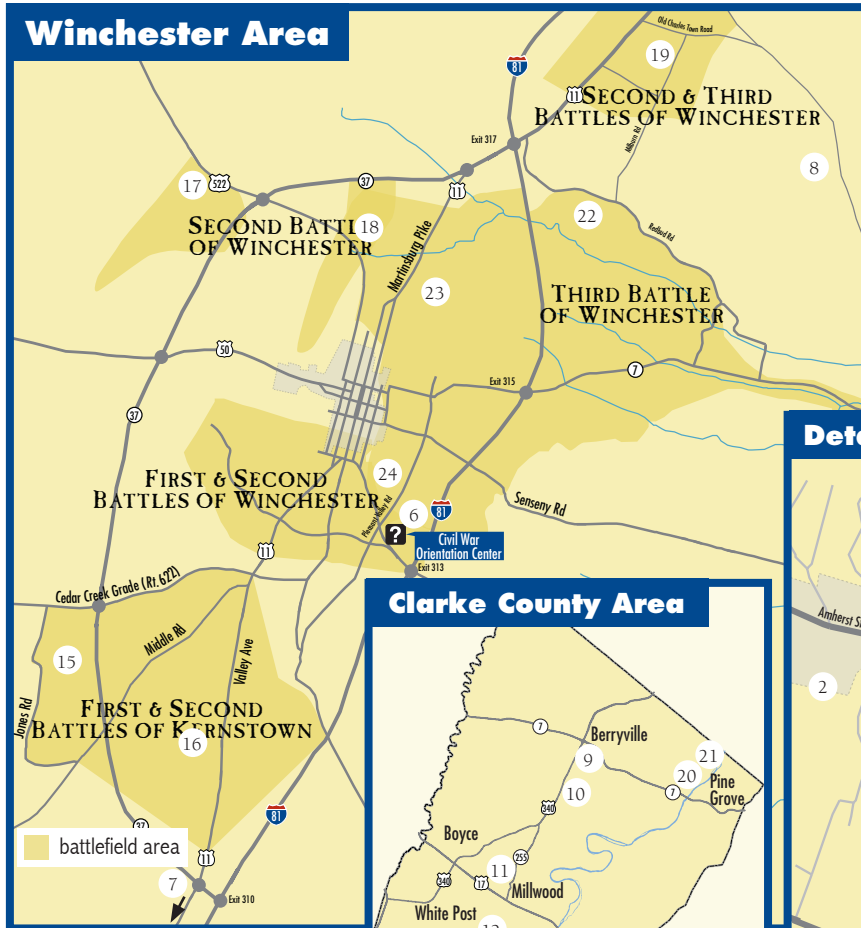 Winchester Area
Old Charles Town Road
19
81
11
SECOND & THIRD
BATTLES OF WINCHESTER
Milburn Rd
Exit 317
8
17
522
37
11
SECOND BATTLE
OF WINCHESTER
18
22
Redbud Rd
Martinsburg Pike
23
THIRD BATTLE
OF WINCHESTER
50
Exit 315
7
37
FIRST & SECOND
BATTLES OF WINCHESTER
24
Pleasant Valley Rd
6
81
Senseny Rd
?
Civil War
Orientation Center
11
Exit 313
Cedar Creek Grade (Rt. 622)
Middle Rd
Valley Ave
15
Jones Rd
FIRST & SECOND
BATTLES OF KERNSTOWN
16
37
81
battlefield area
11
7
Exit 310
Clarke County Area
7
Berryville
9
21
20
10
7
Pine
Grove
340
Boyce
255
11
340
17
Millwood
White Post
12
Deta
Amherst St
2